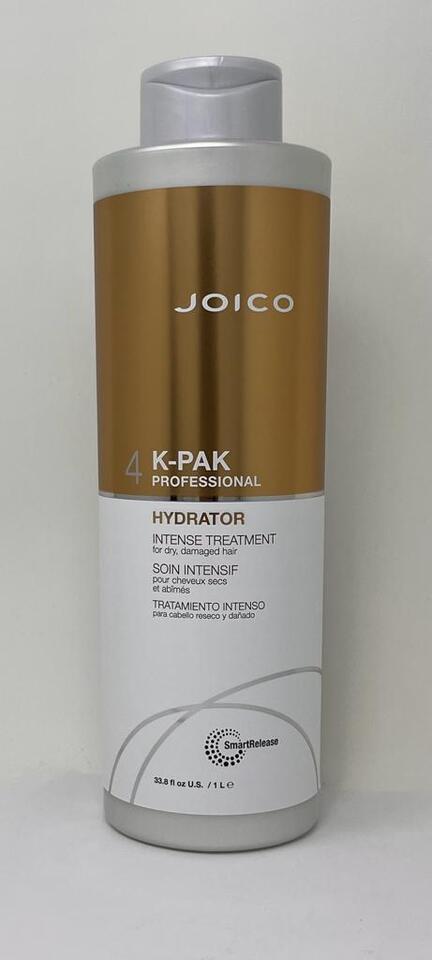 JOICO
4 K-PAK
PROFESSIONAL
HYDRATOR
INTENSE TREATMENT
for dry, damaged hair
SOIN INTENSIF
pour cheveux secs
et abîmés
TRATAMIENTO INTENSO
para cabello reseco y dañado
SmartRelease
33.8 fl oz U.S. / 1 L ℮